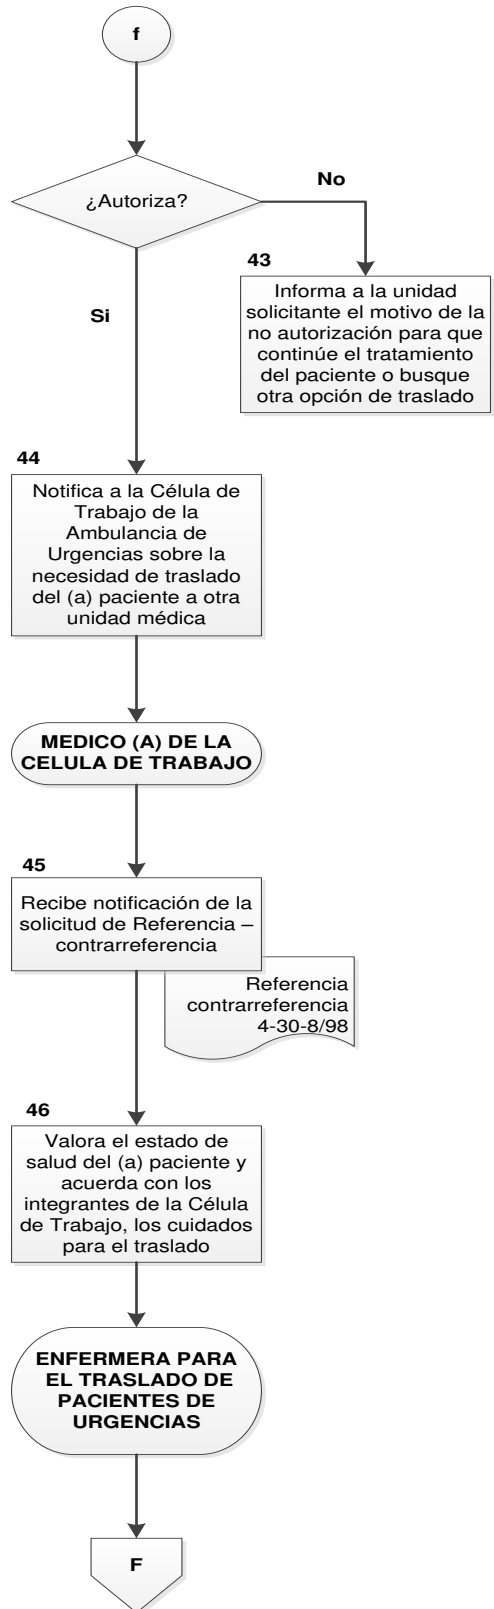 f
¿Autoriza?
No
43
Informa a la unidad
solicitante el motivo de la
no autorización para que
continúe el tratamiento
del paciente o busque
otra opción de traslado
Si
44
Notifica a la Célula de
Trabajo de la
Ambulancia de
Urgencias sobre la
necesidad de traslado
del (a) paciente a otra
unidad médica
MEDICO (A) DE LA
CELULA DE TRABAJO
45
Recibe notificación de la
solicitud de Referencia –
contrarreferencia
Referencia
contrarreferencia
4-30-8/98
46
Valora el estado de
salud del (a) paciente y
acuerda con los
integrantes de la Célula
de Trabajo, los cuidados
para el traslado
ENFERMERA PARA
EL TRASLADO DE
PACIENTES DE
URGENCIAS
F